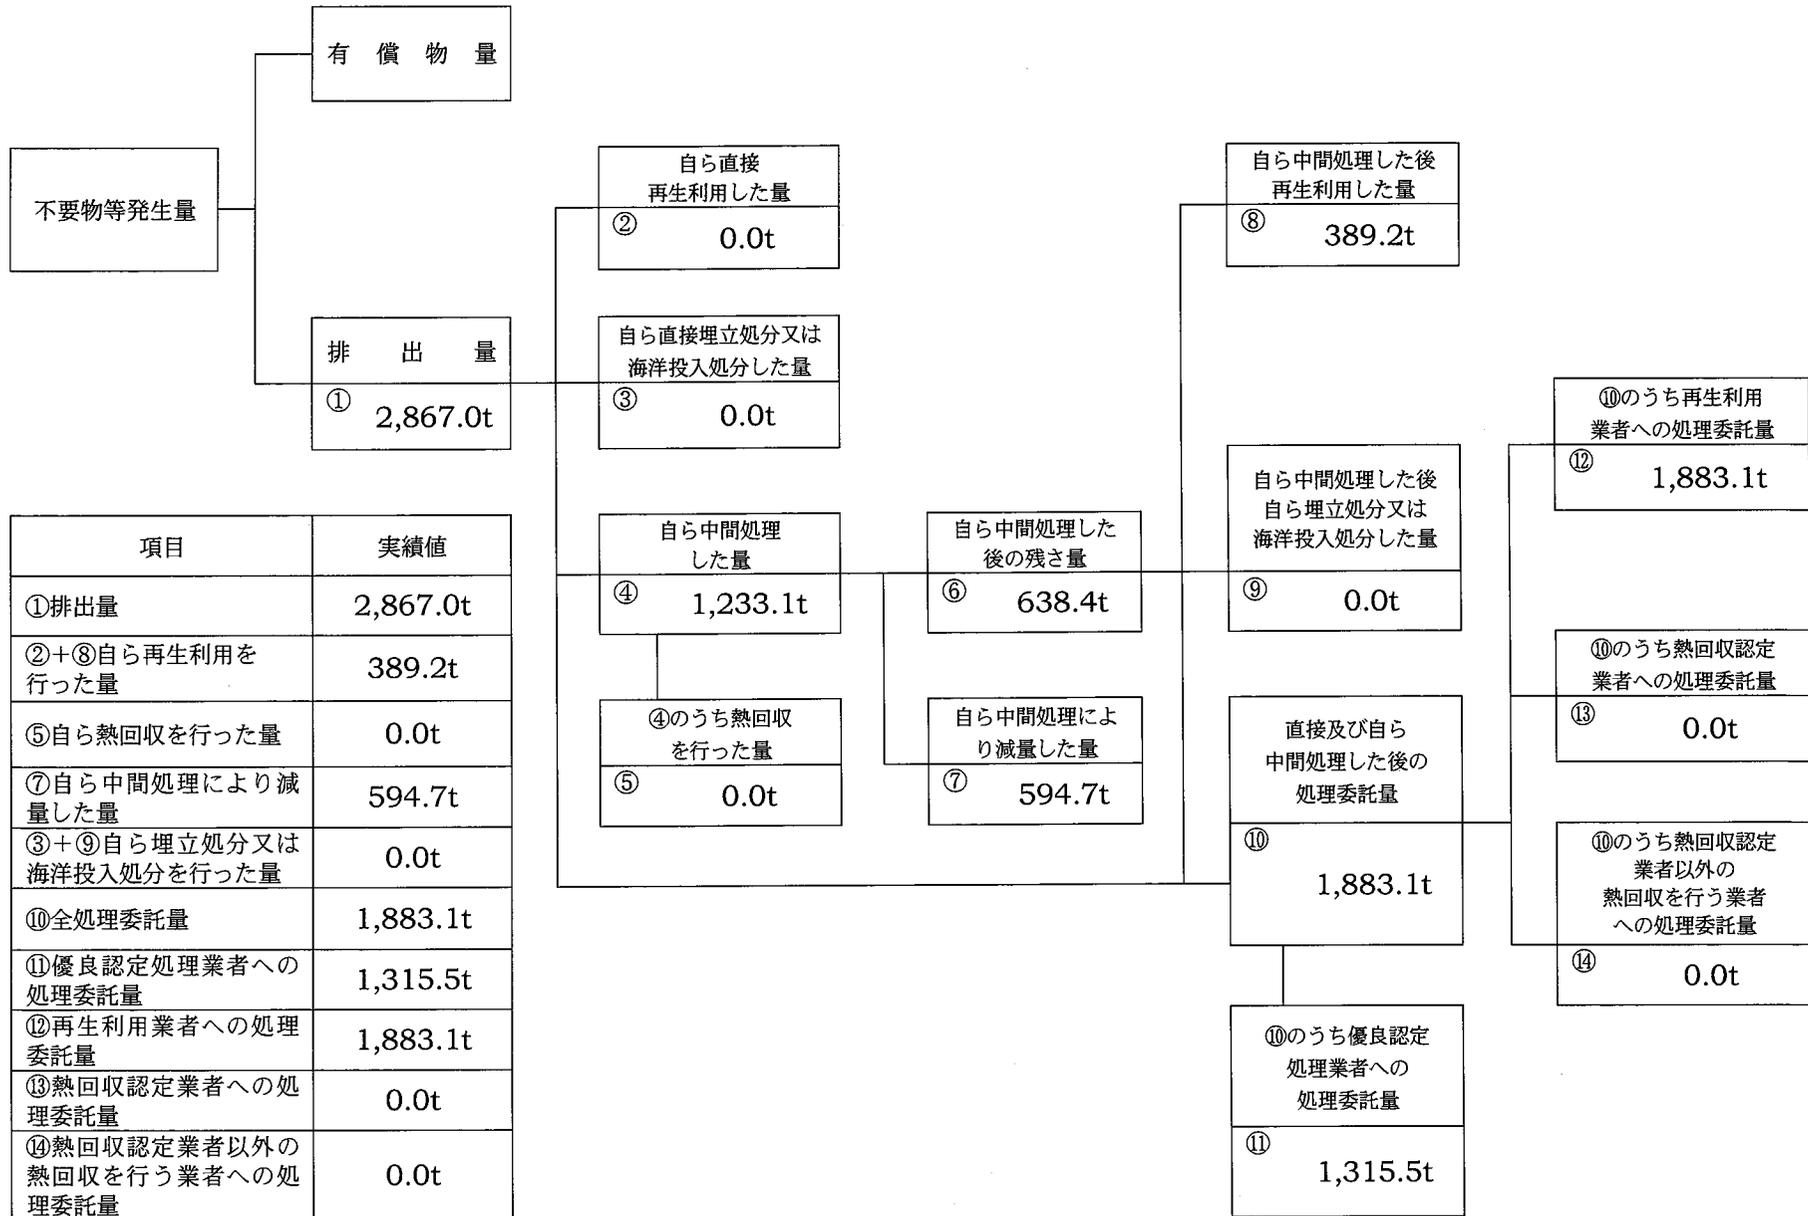 有償物量
不要物等発生量
排出量
①
2,867.0t
自ら直接
再生利用した量
②
0.0t
自ら直接埋立処分又は
海洋投入処分した量
③
0.0t
自ら中間処理
した量
④
1,233.1t
④のうち熱回収
を行った量
⑤
0.0t
自ら中間処理した
後の残さ量
⑥
638.4t
自ら中間処理によ
り減量した量
⑦
594.7t
自ら中間処理した後
再生利用した量
⑧
389.2t
自ら中間処理した後
自ら埋立処分又は
海洋投入処分した量
⑨
0.0t
直接及び自ら
中間処理した後の
処理委託量
⑩
1,883.1t
⑩のうち優良認定
処理業者への
処理委託量
⑪
1,315.5t
⑩のうち再生利用
業者への処理委託量
⑫
1,883.1t
⑩のうち熱回収認定
業者への処理委託量
⑬
0.0t
⑩のうち熱回収認定
業者以外の
熱回収を行う業者
への処理委託量
⑭
0.0t
項目 実績値
①排出量 2,867.0t
②+⑧自ら再生利用を
行った量
389.2t
⑤自ら熱回収を行った量 0.0t
⑦自ら中間処理により減
量した量
594.7t
③+⑨自ら埋立処分又は
海洋投入処分を行った量
0.0t
⑩全処理委託量 1,883.1t
⑪優良認定処理業者への
処理委託量
1,315.5t
⑫再生利用業者への処理
委託量
1,883.1t
⑬熱回収認定業者への処
理委託量
0.0t
⑭熱回収認定業者以外の
熱回収を行う業者への処
理委託量
0.0t